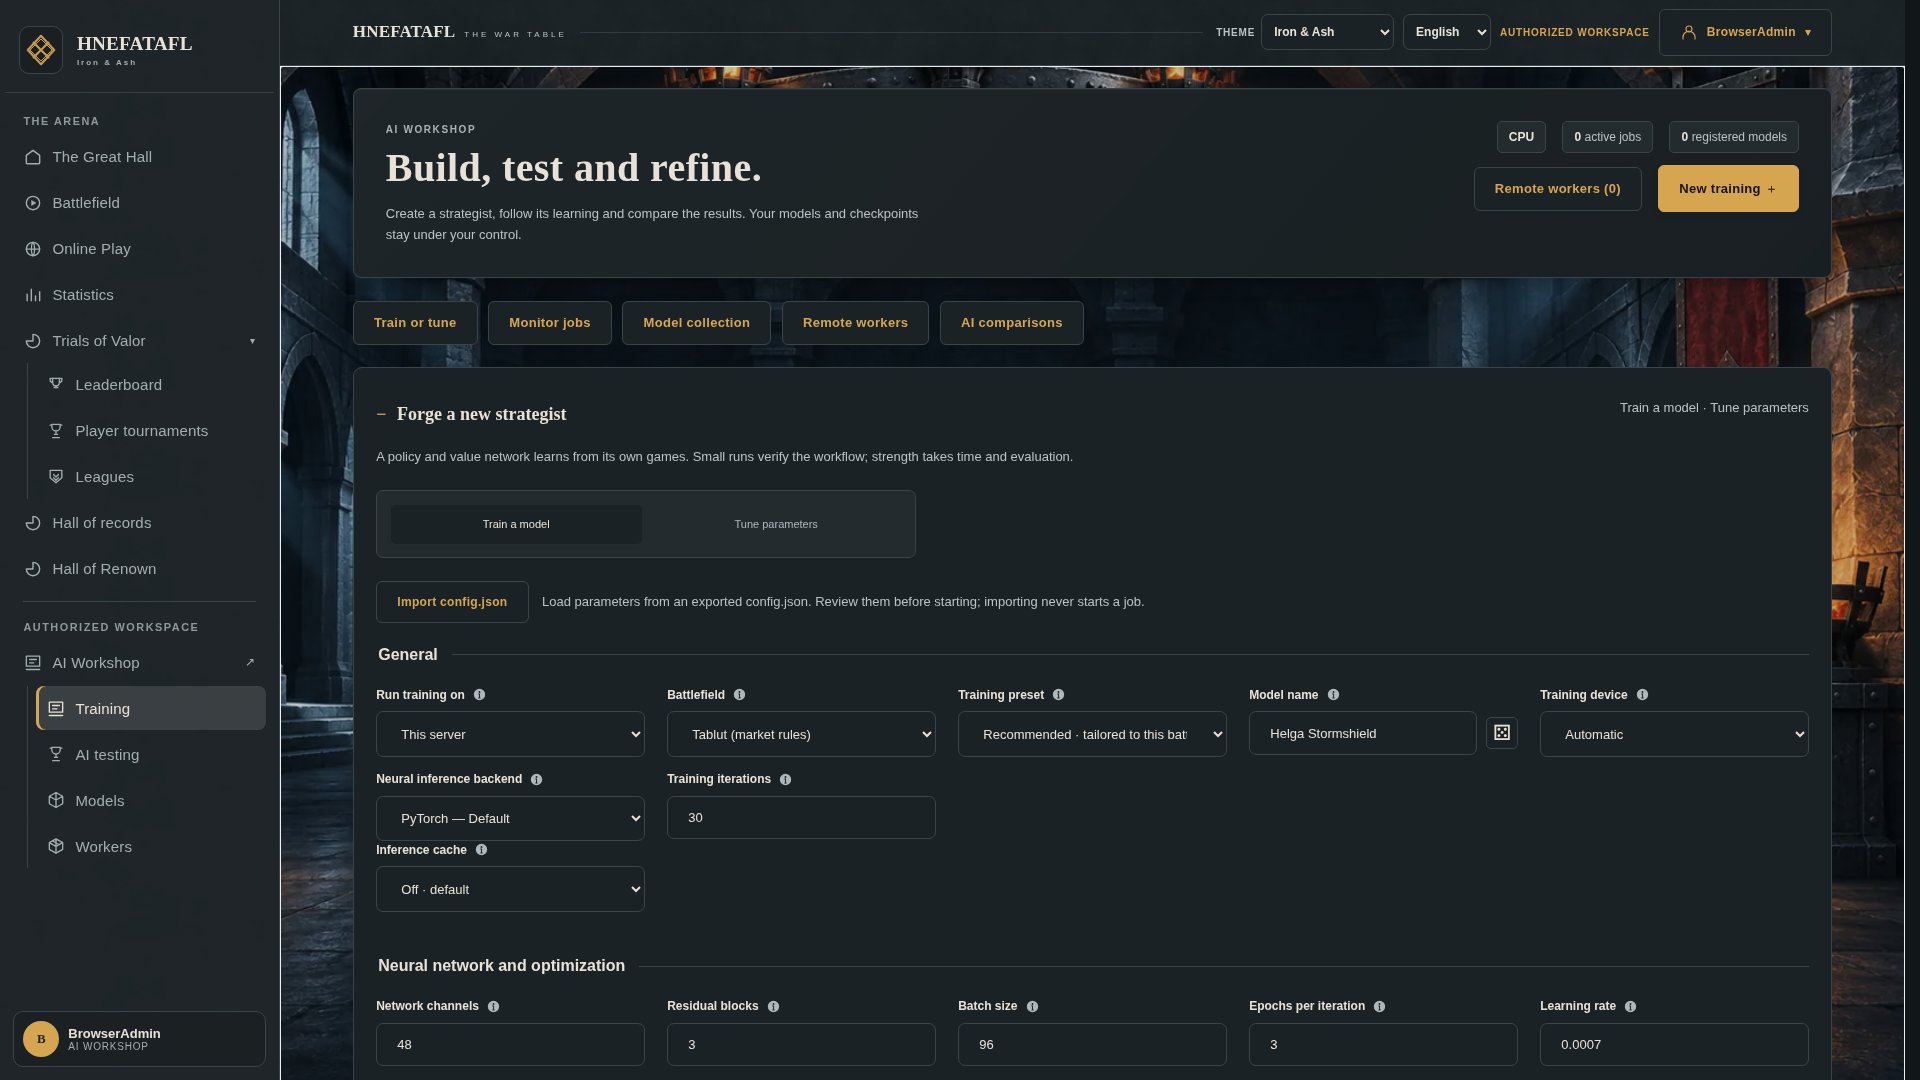 HNEFATAFL
Iron & Ash
THE ARENA
The Great Hall
Battlefield
Online Play
Statistics
Trials of Valor
Leaderboard
Player tournaments
Leagues
Hall of records
Hall of Renown
AUTHORIZED WORKSPACE
AI Workshop
Training
AI testing
Models
Workers
B
BrowserAdmin
AI WORKSHOP
HNEFATAFL THE WAR TABLE
THEME Iron & Ash English AUTHORIZED WORKSPACE BrowserAdmin
AI WORKSHOP
Build, test and refine.
Create a strategist, follow its learning and compare the results. Your models and checkpoints
stay under your control.
CPU 0 active jobs 0 registered models
Remote workers (0) New training +
Train or tune Monitor jobs Model collection Remote workers AI comparisons
− Forge a new strategist
Train a model · Tune parameters
A policy and value network learns from its own games. Small runs verify the workflow; strength takes time and evaluation.
Train a model Tune parameters
Import config.json Load parameters from an exported config.json. Review them before starting; importing never starts a job.
General
Run training on Battlefield Training preset Model name Training device
This server Tablut (market rules) Recommended · tailored to this batt Helga Stormshield Automatic
Neural inference backend Training iterations
PyTorch — Default 30
Inference cache
Off · default
Neural network and optimization
Network channels Residual blocks Batch size Epochs per iteration Learning rate
48 3 96 3 0.0007